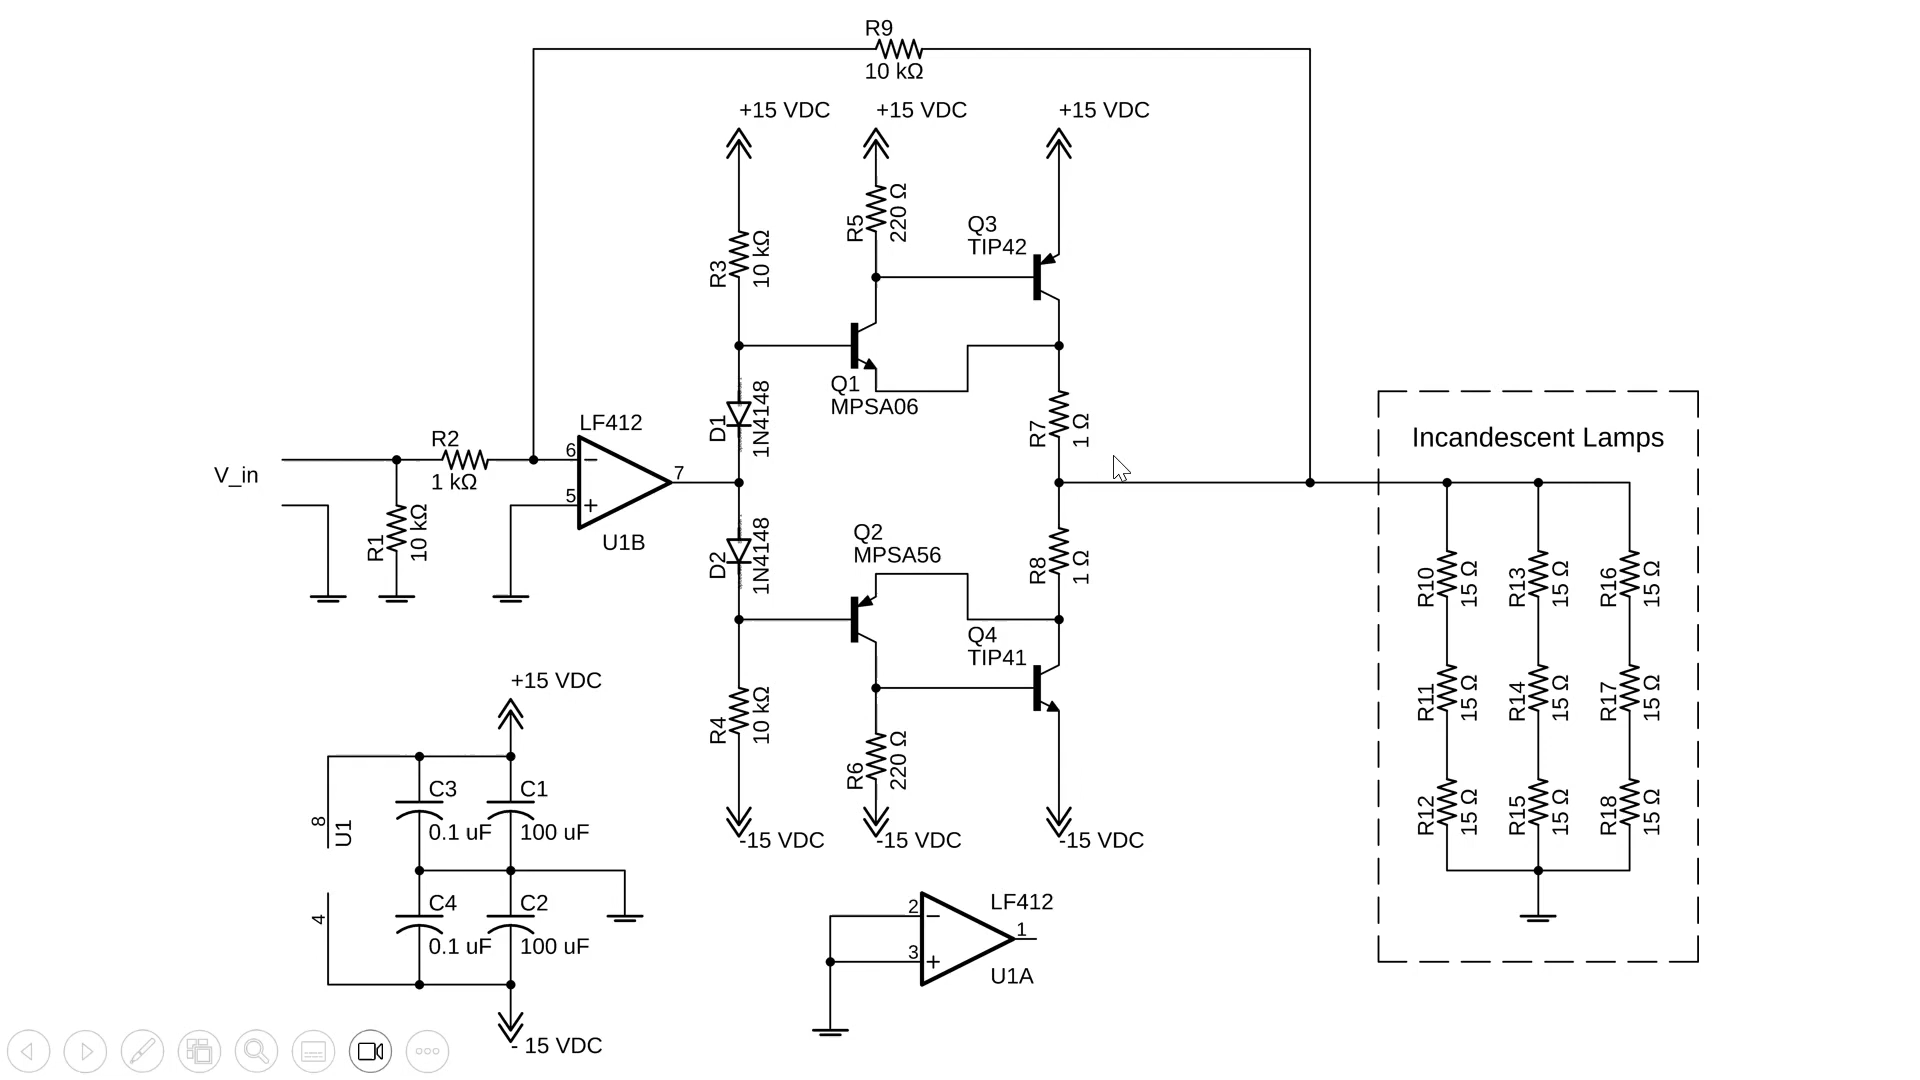 R9
10 kΩ
+15 VDC
+15 VDC
+15 VDC
R5
220 Ω
Q3
TIP42
R3
10 kΩ
Q1
MPSA06
D1
1N4148
R7
1 Ω
LF412
6
5
7
U1B
V_in
R2
1 kΩ
R1
10 kΩ
D2
1N4148
Q2
MPSA56
R8
1 Ω
Q4
TIP41
R4
10 kΩ
R6
220 Ω
-15 VDC
-15 VDC
-15 VDC
Incandescent Lamps
R10
15 Ω
R13
15 Ω
R16
15 Ω
R11
15 Ω
R14
15 Ω
R17
15 Ω
R12
15 Ω
R15
15 Ω
R18
15 Ω
+15 VDC
C3
0.1 uF
C1
100 uF
8
U1
4
C4
0.1 uF
C2
100 uF
- 15 VDC
LF412
2
3
1
U1A